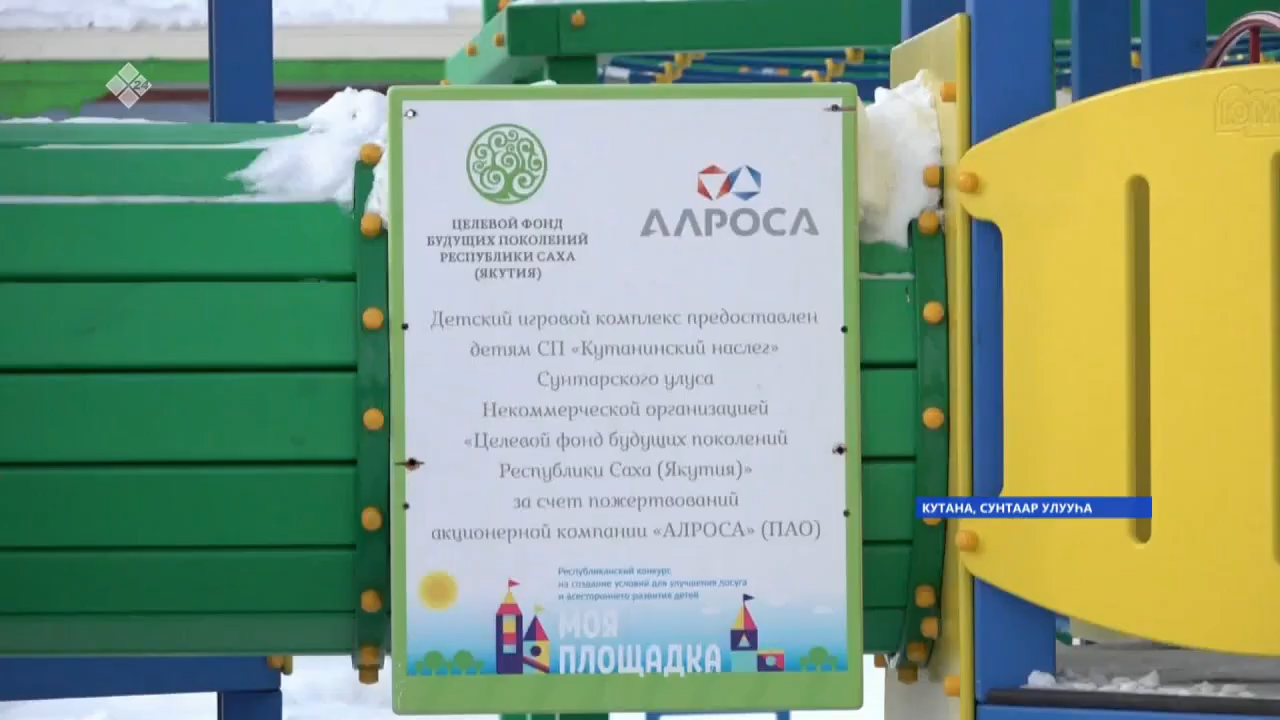 24
ЦЕЛЕВОЙ ФОНД
БУДУЩИХ ПОКОЛЕНИЙ
РЕСПУБЛИКИ САХА
(ЯКУТИЯ)
АЛРОСА
Детский игровой комплекс предоставлен
детям СП «Кутанинский наслег»
Сунтарского улуса
Некоммерческой организацией
«Целевой фонд будущих поколений
Республики Саха (Якутия)»
за счет пожертвований
акционерной компании «АЛРОСА» (ПАО)
Республиканский конкурс
на создание условий для улучшения досуга
и всестороннего развития детей
МОЯ
ПЛОЩАДКА
КУТАНА, СУНТААР УЛУУҺА